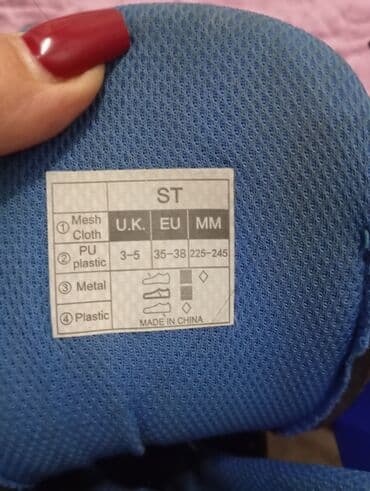 ST
① Mesh Cloth U.K. EU MM
② PU plastic 3-5 35-38 225-245
③ Metal
④ Plastic
MADE IN CHINA